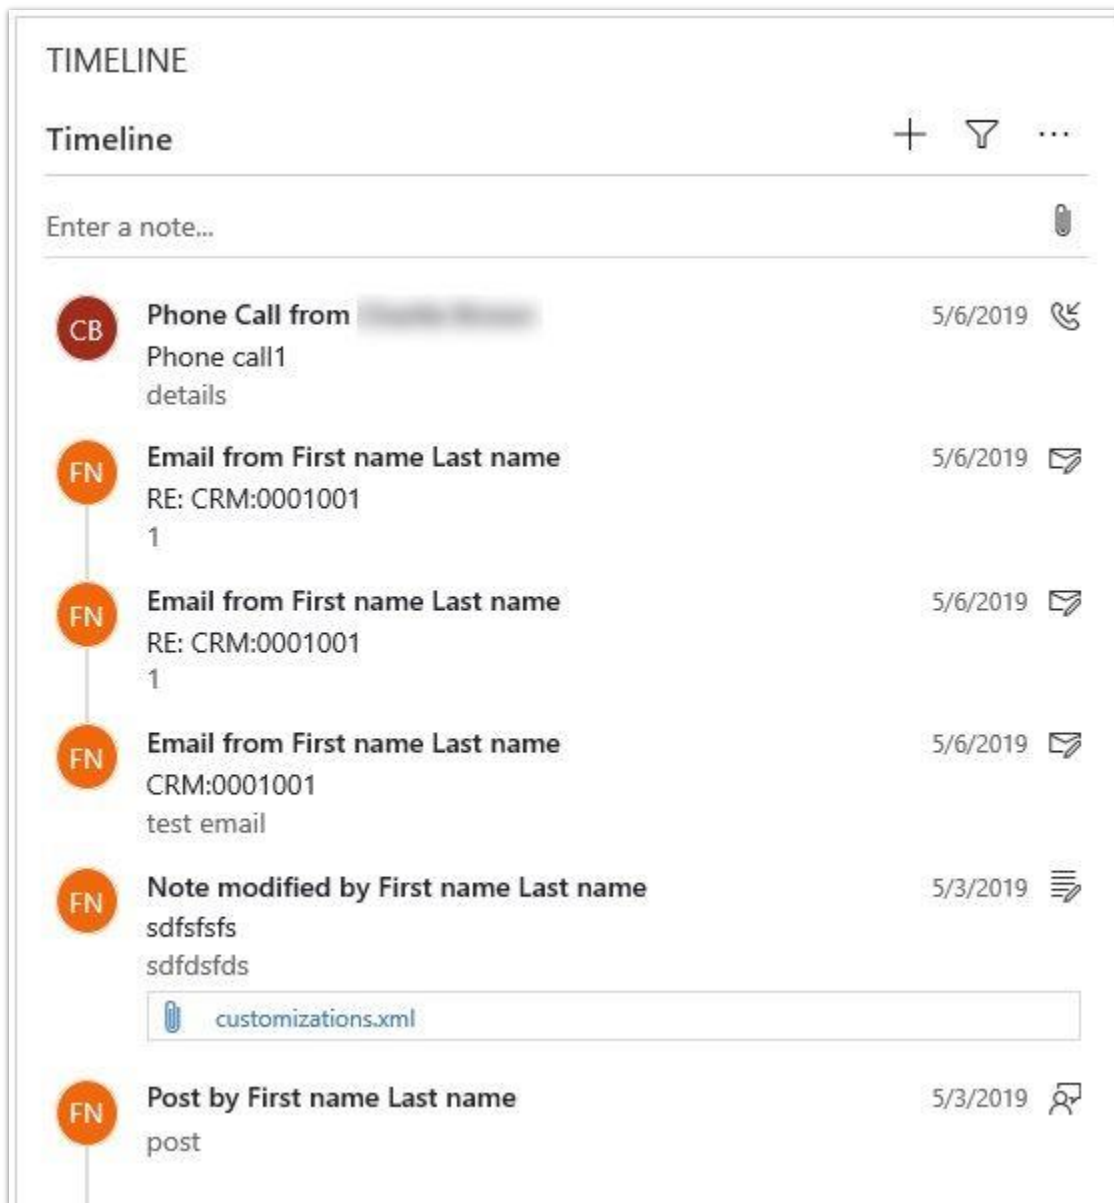 TIMELINE
Timeline
Enter a note...
CB
Phone Call from
5/6/2019
Phone call1
details
FN
Email from First name Last name
5/6/2019
RE: CRM:0001001
1
FN
Email from First name Last name
5/6/2019
RE: CRM:0001001
1
FN
Email from First name Last name
5/6/2019
CRM:0001001
test email
FN
Note modified by First name Last name
5/3/2019
sdfsfsfs
sdfdsfds
customizations.xml
FN
Post by First name Last name
5/3/2019
post